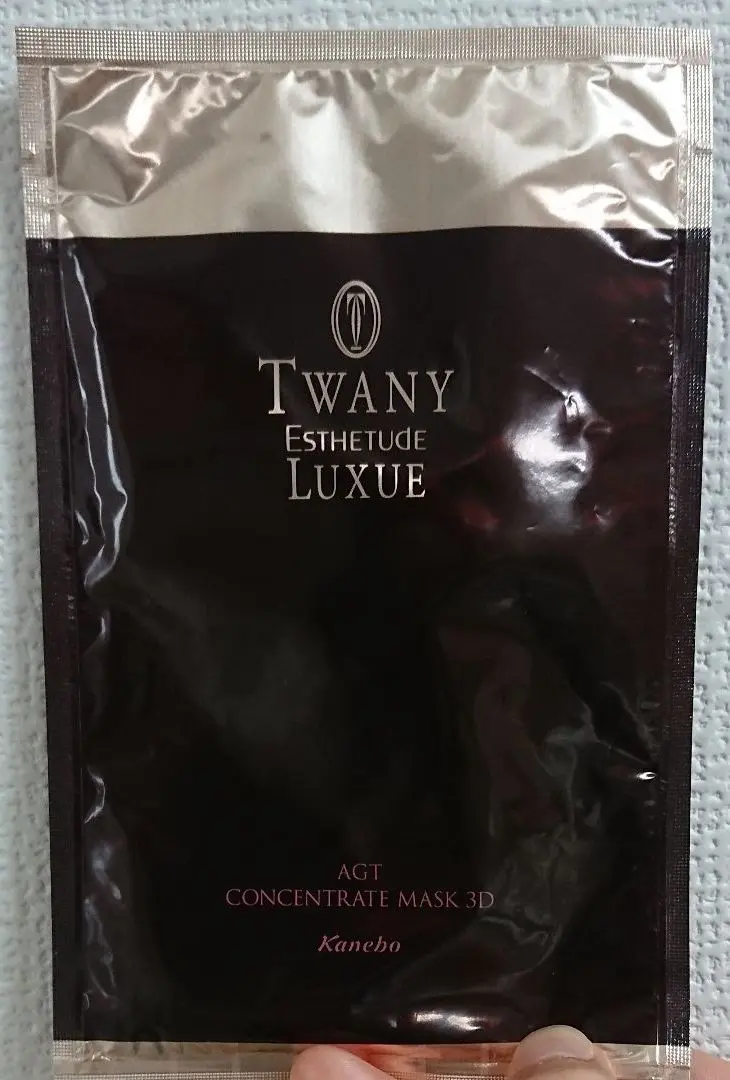 T
TWANY
ESTHETUdE
LUXUE
AGT
CONCENTRATE MASK 3D
Kanebo